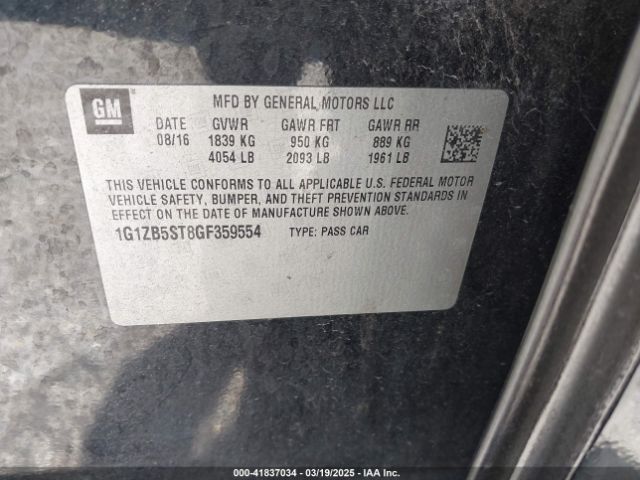 GM
MFD BY GENERAL MOTORS LLC
DATE GVWR GAWR FRT GAWR RR
08/16 1839 KG 950 KG 889 KG
4054 LB 2093 LB 1961 LB
THIS VEHICLE CONFORMS TO ALL APPLICABLE U.S. FEDERAL MOTOR
VEHICLE SAFETY, BUMPER, AND THEFT PREVENTION STANDARDS IN
EFFECT ON THE DATE OF MANUFACTURE SHOWN ABOVE.
1G1ZB5ST8GF359554 TYPE: PASS CAR
000-41837034 — 03/19/2025 — IAA Inc.